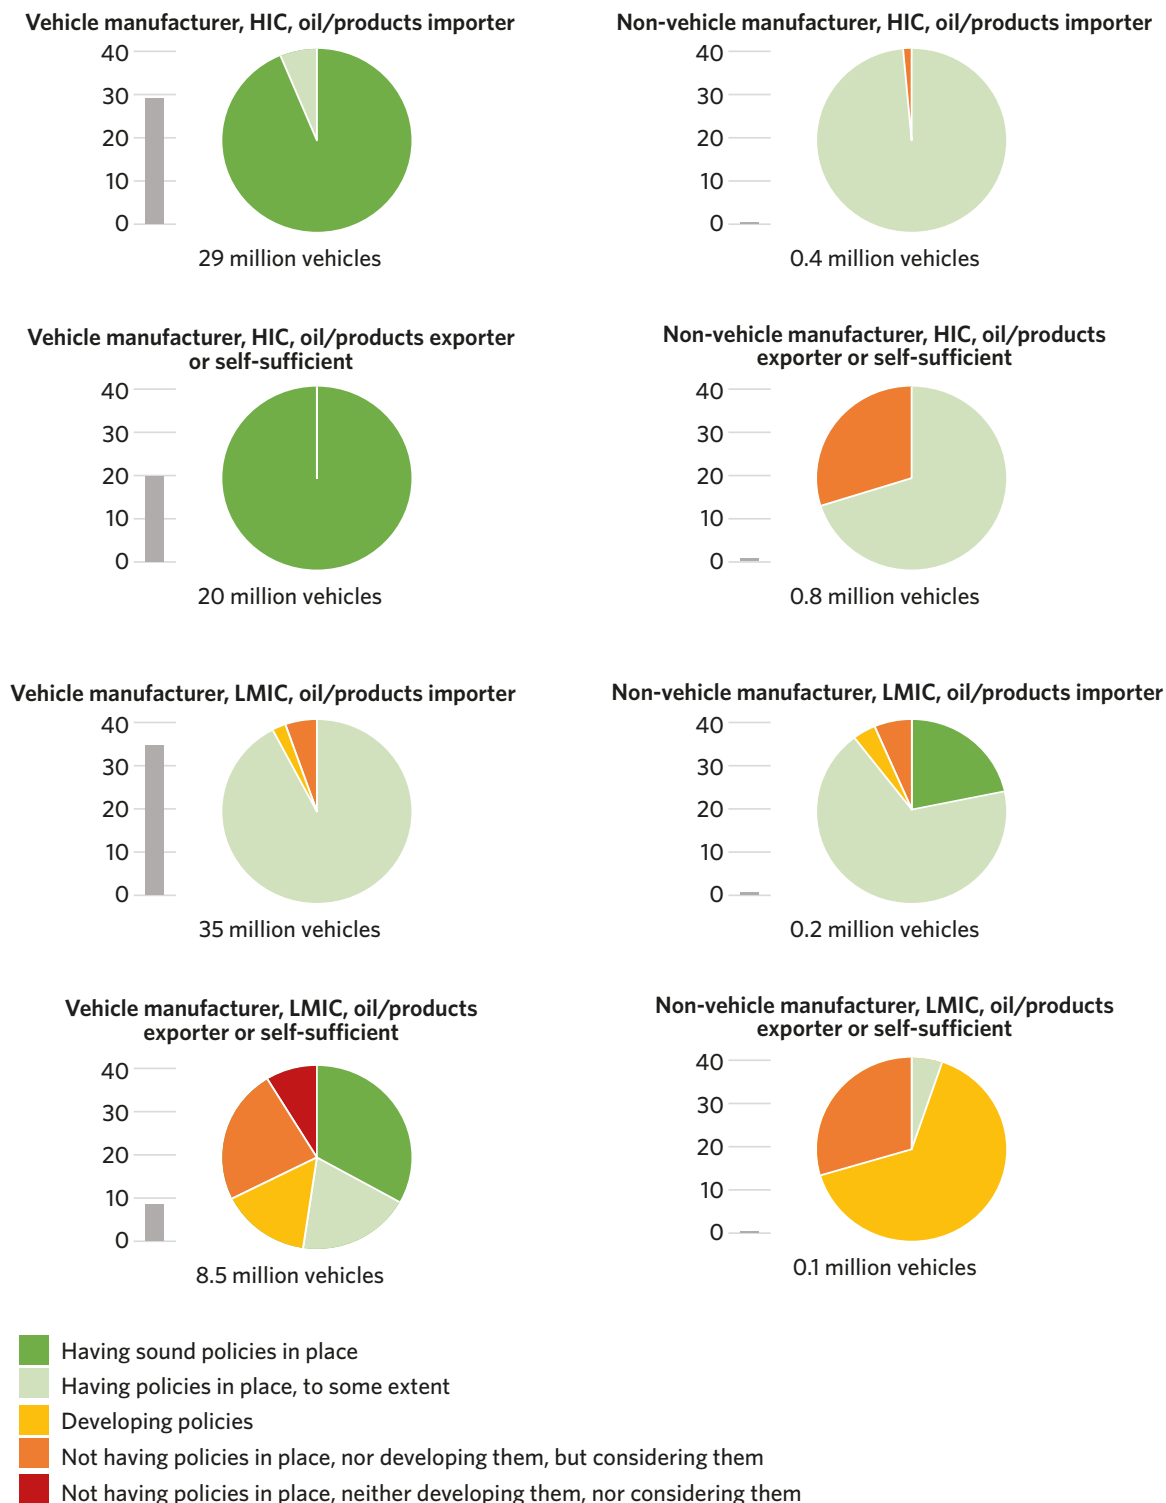 Vehicle manufacturer, HIC, oil/products importer
40
30
20
10
0
29 million vehicles
Non-vehicle manufacturer, HIC, oil/products importer
40
30
20
10
0
0.4 million vehicles
Vehicle manufacturer, HIC, oil/products exporter
or self-sufficient
40
30
20
10
0
20 million vehicles
Non-vehicle manufacturer, HIC, oil/products
exporter or self-sufficient
40
30
20
10
0
0.8 million vehicles
Vehicle manufacturer, LMIC, oil/products importer
40
30
20
10
0
35 million vehicles
Non-vehicle manufacturer, LMIC, oil/products importer
40
30
20
10
0
0.2 million vehicles
Vehicle manufacturer, LMIC, oil/products
exporter or self-sufficient
40
30
20
10
0
8.5 million vehicles
Non-vehicle manufacturer, LMIC, oil/products
exporter or self-sufficient
40
30
20
10
0
0.1 million vehicles
Having sound policies in place
Having policies in place, to some extent
Developing policies
Not having policies in place, nor developing them, but considering them
Not having policies in place, neither developing them, nor considering them